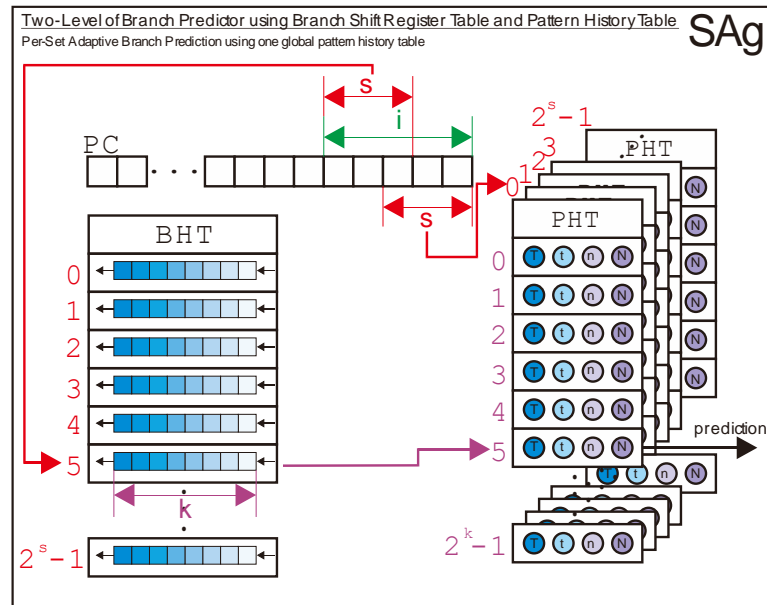 Two-Level of Branch Predictor using Branch Shift Register Table and Pattern History Table
SAg
Per-Set Adaptive Branch Prediction using one global pattern history table
s
i
PC
. . .
s
2^s-1
3
2
1
0
PHT
N
N
N
N
N
N
PHT
PHT
BHT
PHT
0
0 T t n N
1
1 T t n N
2
2 T t n N
3
3 T t n N
4
4 T t n N
5
5 T t n N
prediction
T t n N
k
2^s-1
2^k-1 T t n N